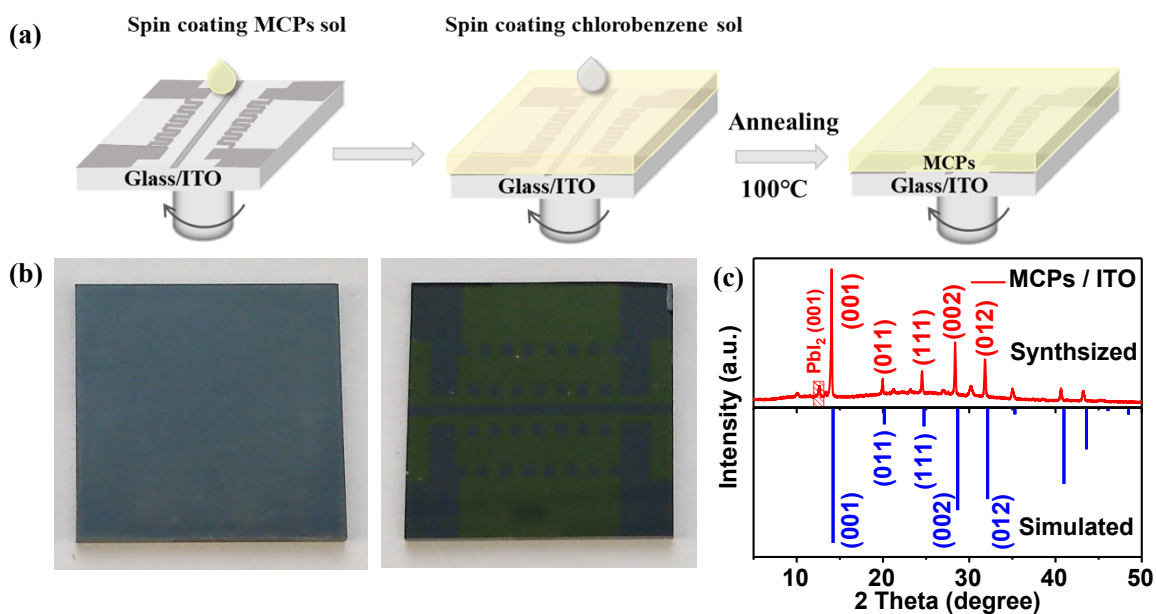 (a)
Spin coating MCPs sol
Spin coating chlorobenzene sol
Glass/ITO
Glass/ITO
Annealing
100°C
MCPs
Glass/ITO
(b)
(c)
Intensity (a.u.)
PbI₂ (001)
(001)
(011)
(111)
(002)
(012)
MCPs / ITO
Synthsized
(001)
(011)
(111)
(002)
(012)
Simulated
10
20
30
40
50
2 Theta (degree)